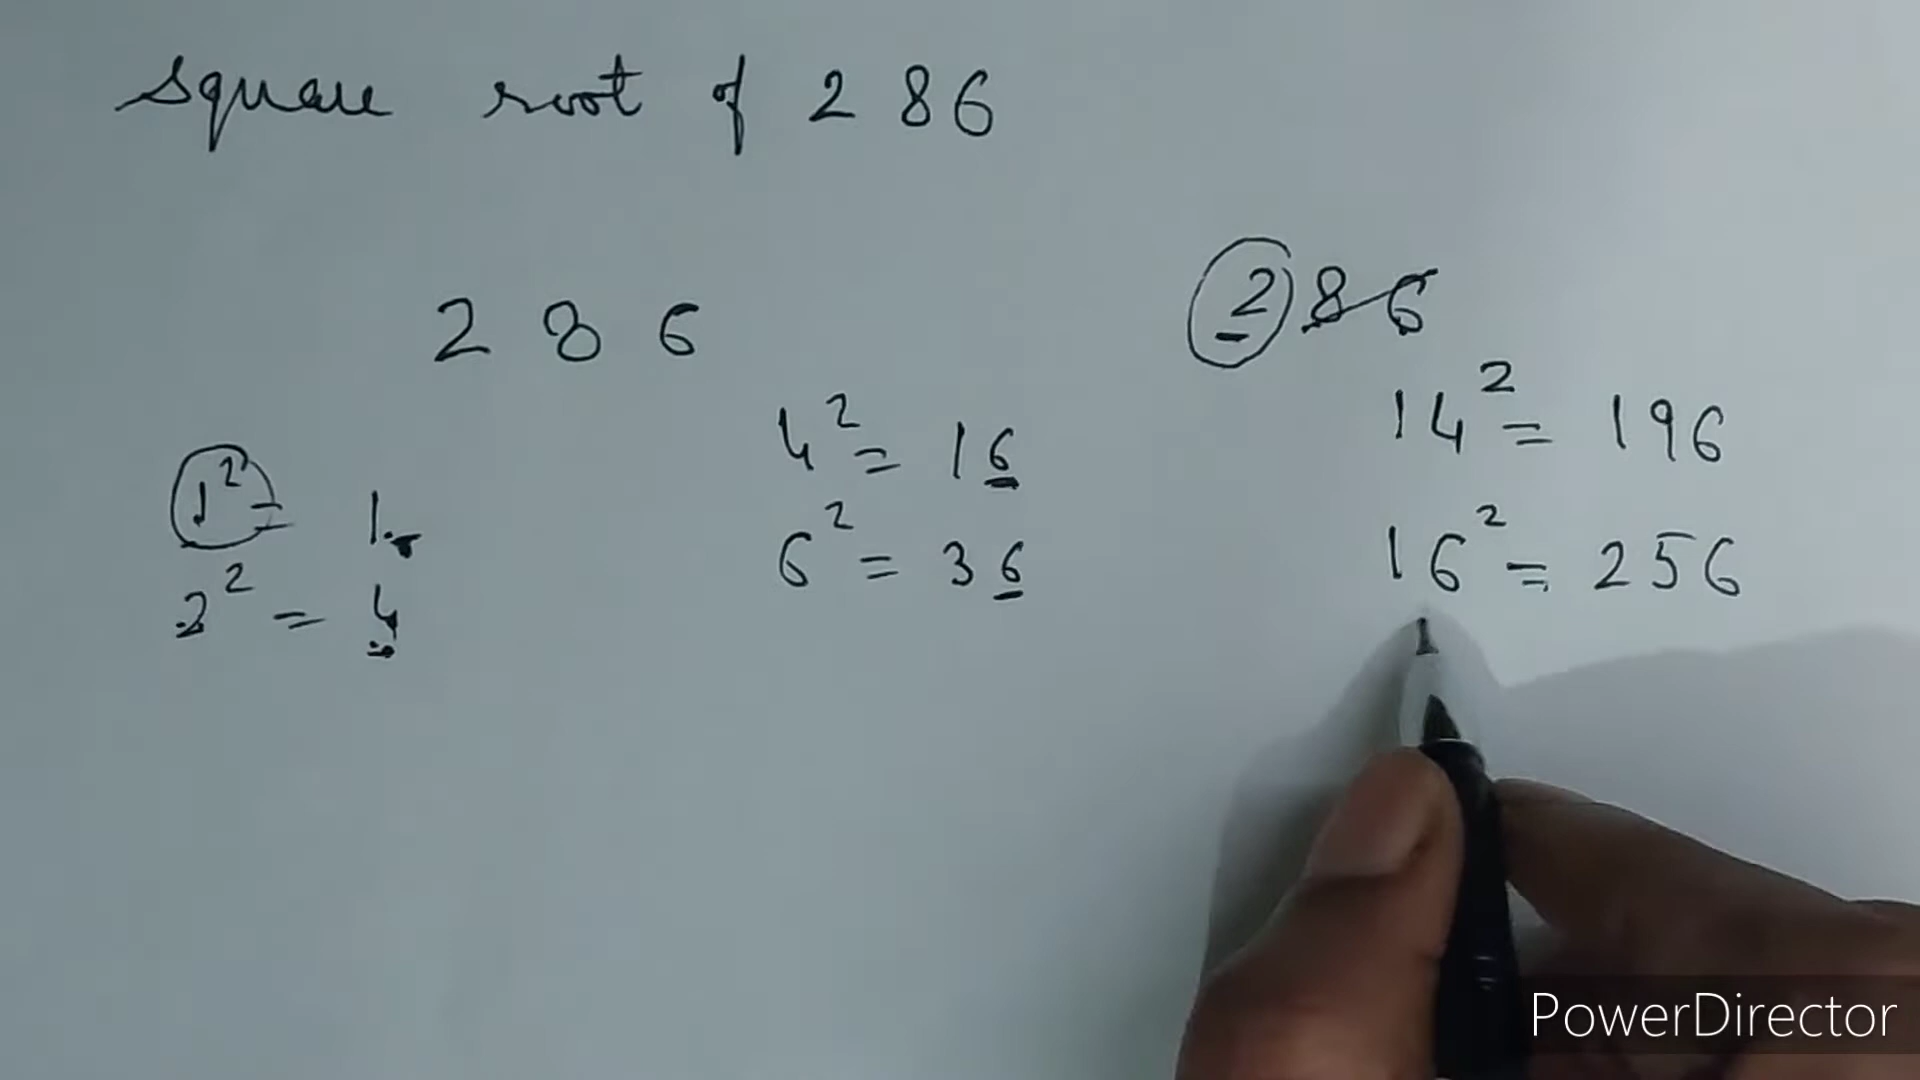 square root of 286
286
286
1² = 1
2² = 4
4² = 16
6² = 36
14² = 196
16² = 256
PowerDirector